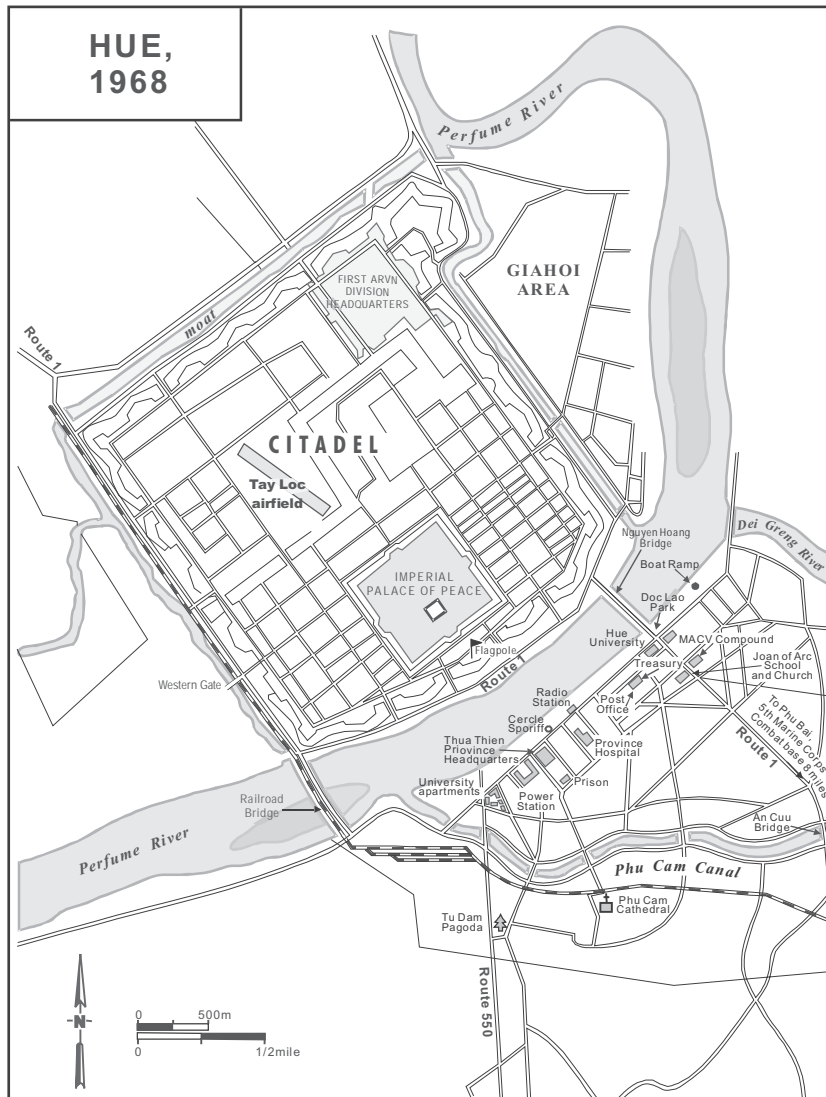 HUE,
1968
Perfume River
GIAHOI
AREA
FIRST ARVN
DIVISION
HEADQUARTERS
moat
Route 1
CITADEL
Tay Loc
airfield
Dei Greng River
Nguyen Hoang
Bridge
Boat Ramp
Doc Lao
Park
IMPERIAL
PALACE OF PEACE
Hue
University
MACV Compound
Flagpole
Route 1
Treasury
Joan of Arc
School
and Church
Western Gate
Radio
Station
Post
Office
To Phu Bai,
5th Marine Corps
Combat base 8 miles
Route 1
Cercle
Sporiff
Thua Thien
Priovince
Headquarters
Province
Hospital
University
apartments
Prison
Power
Station
Railroad
Bridge
An Cuu
Bridge
Perfume River
Phu Cam Canal
Phu Cam
Cathedral
Tu Dam
Pagoda
Route 550
N
0 500m
0 1/2mile